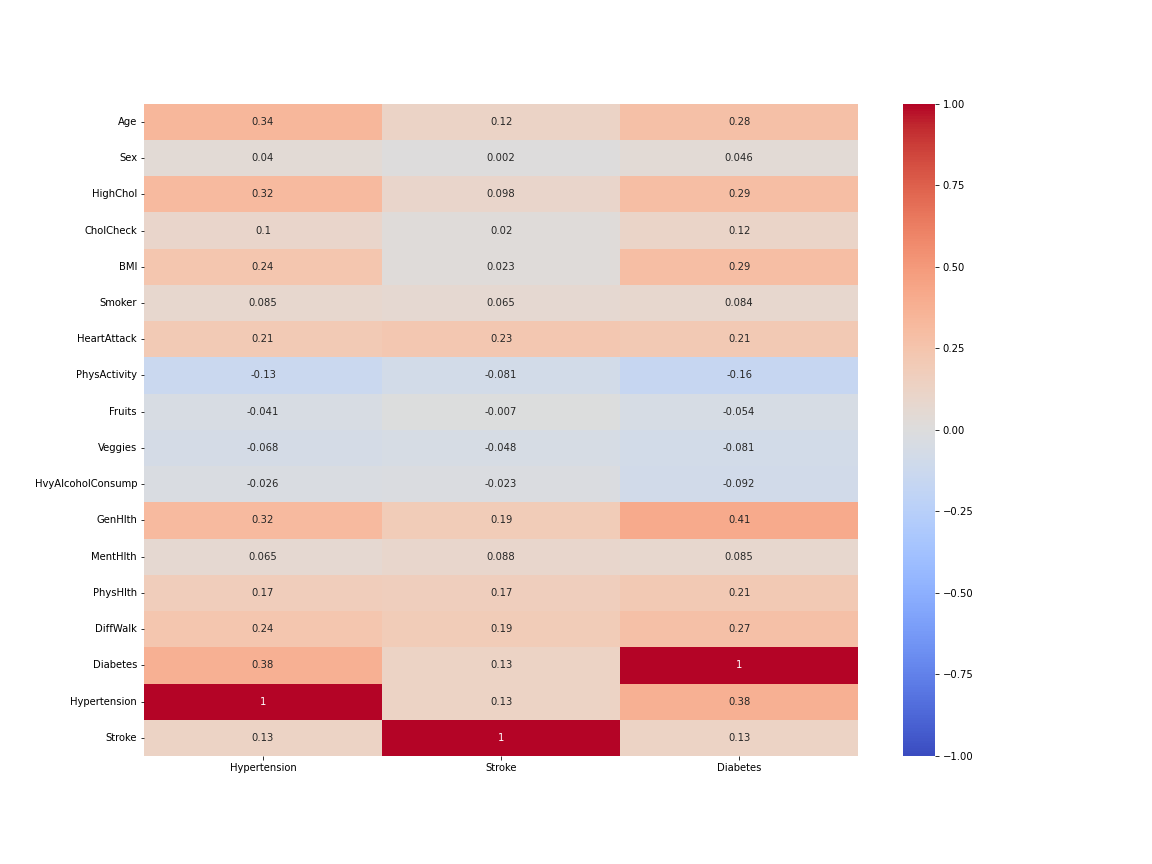 Age 0.34 0.12 0.28
Sex 0.04 0.002 0.046
HighChol 0.32 0.098 0.29
CholCheck 0.1 0.02 0.12
BMI 0.24 0.023 0.29
Smoker 0.085 0.065 0.084
HeartAttack 0.21 0.23 0.21
PhysActivity -0.13 -0.081 -0.16
Fruits -0.041 -0.007 -0.054
Veggies -0.068 -0.048 -0.081
HvyAlcoholConsump -0.026 -0.023 -0.092
GenHlth 0.32 0.19 0.41
MentHlth 0.065 0.088 0.085
PhysHlth 0.17 0.17 0.21
DiffWalk 0.24 0.19 0.27
Diabetes 0.38 0.13 1
Hypertension 1 0.13 0.38
Stroke 0.13 1 0.13
Hypertension Stroke Diabetes
1.00
0.75
0.50
0.25
0.00
−0.25
−0.50
−0.75
−1.00